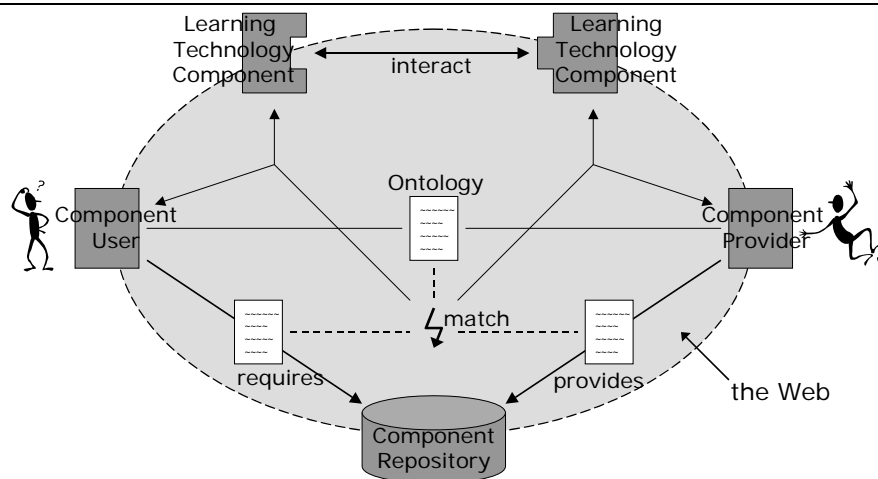 Learning
Technology
Component
Learning
Technology
Component
interact
?
Ontology
Component
User
Component
Provider
match
requires
provides
the Web
Component
Repository